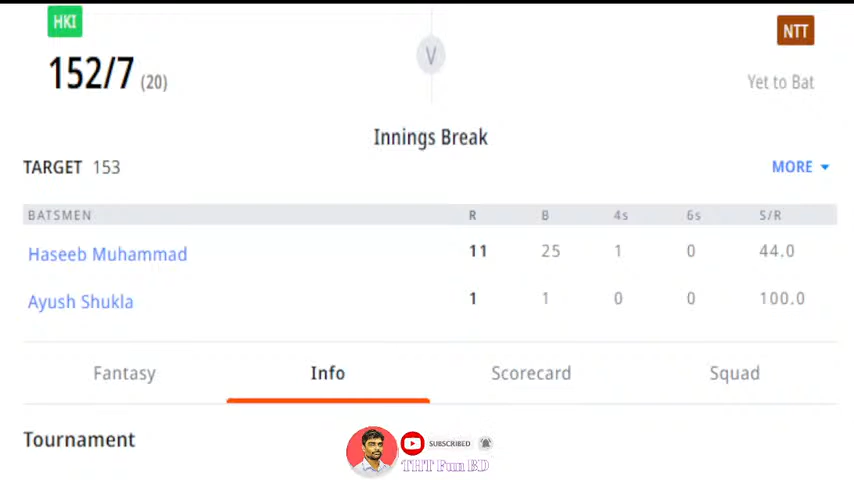 HKI
NTT
V
152/7 (20)
Yet to Bat
Innings Break
TARGET 153
MORE
BATSMEN R B 4s 6s S/R
Haseeb Muhammad 11 25 1 0 44.0
Ayush Shukla 1 1 0 0 100.0
Fantasy Info Scorecard Squad
Tournament
SUBSCRIBED
THT Fun BD